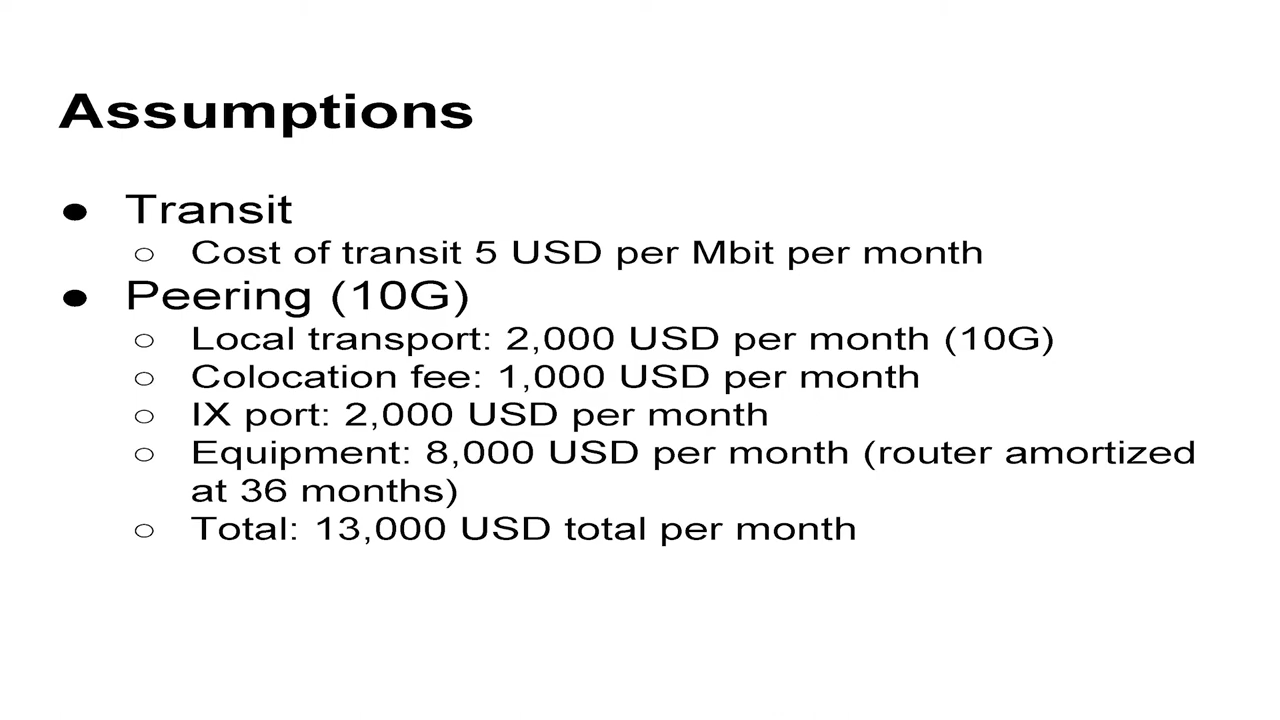 Assumptions
● Transit
○ Cost of transit 5 USD per Mbit per month
● Peering (10G)
○ Local transport: 2,000 USD per month (10G)
○ Colocation fee: 1,000 USD per month
○ IX port: 2,000 USD per month
○ Equipment: 8,000 USD per month (router amortized
at 36 months)
○ Total: 13,000 USD total per month